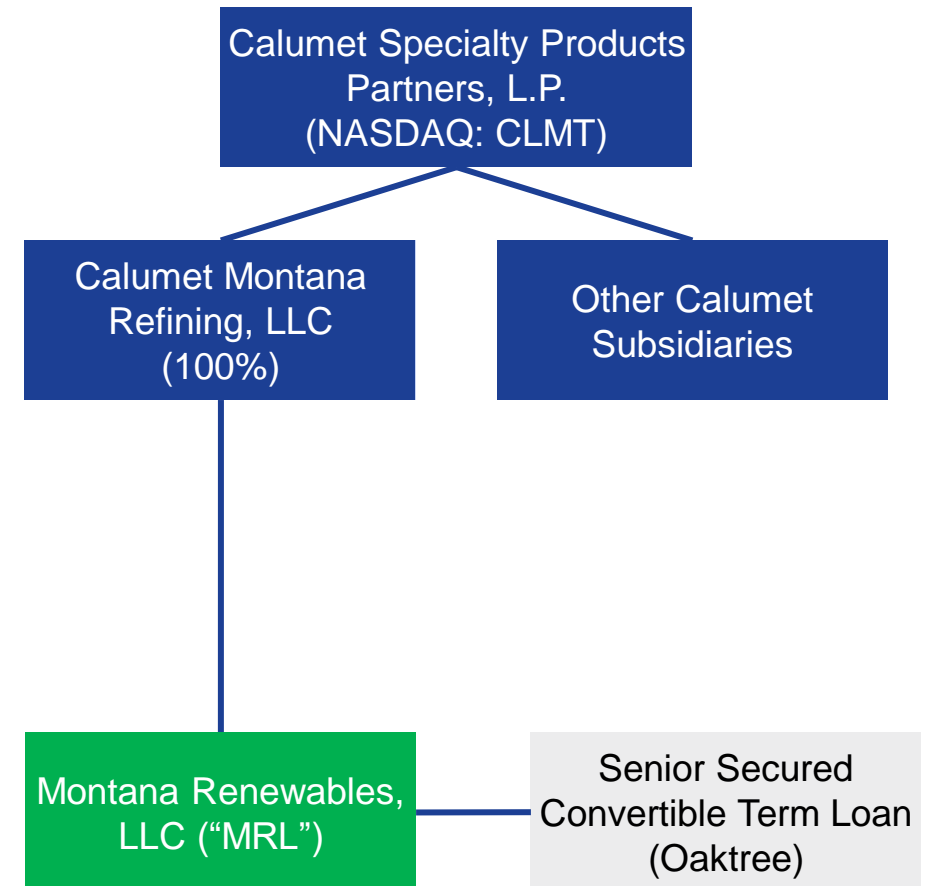 Calumet Specialty Products
Partners, L.P.
(NASDAQ: CLMT)
Calumet Montana
Refining, LLC
(100%)
Other Calumet
Subsidiaries
Montana Renewables,
LLC (“MRL”)
Senior Secured
Convertible Term Loan
(Oaktree)